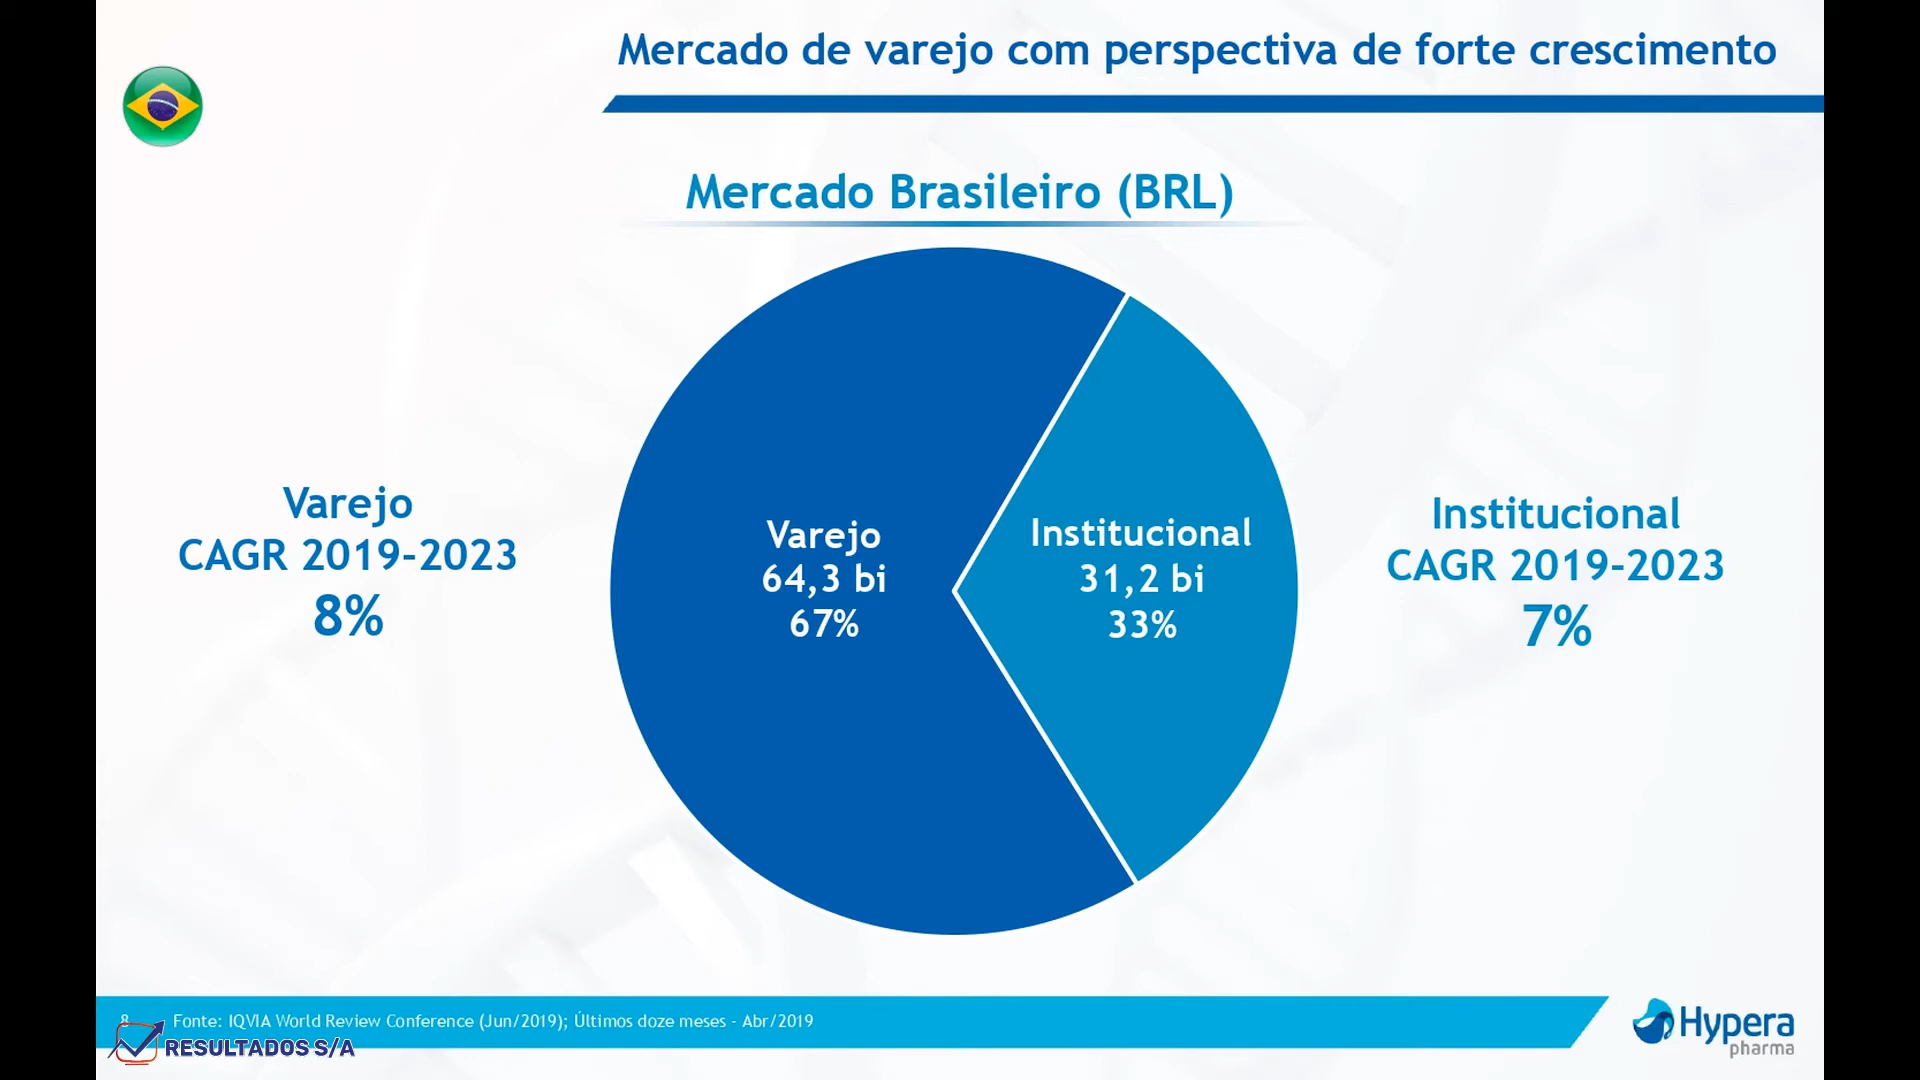 Mercado de varejo com perspectiva de forte crescimento
Mercado Brasileiro (BRL)
Varejo
CAGR 2019-2023
8%
Varejo
64,3 bi
67%
Institucional
31,2 bi
33%
Institucional
CAGR 2019-2023
7%
8
Fonte: IQVIA World Review Conference (Jun/2019); Últimos doze meses - Abr/2019
RESULTADOS S/A
Hypera
pharma